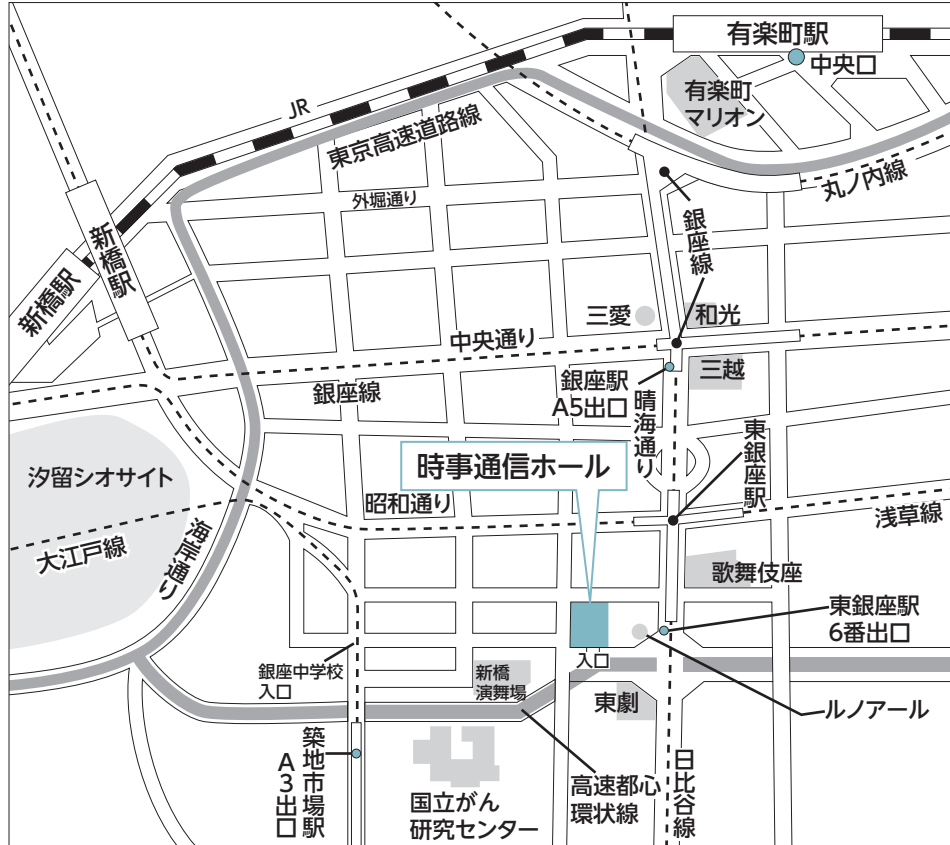 有楽町駅
中央口
有楽町
マリオン
JR
東京高速道路線
丸ノ内線
外堀通り
銀座線
新橋駅
新橋駅
三愛
和光
中央通り
銀座線
銀座駅
A5出口
三越
晴海通り
東銀座駅
時事通信ホール
汐留シオサイト
昭和通り
浅草線
大江戸線
海岸通り
歌舞伎座
東銀座駅
6番出口
入口
銀座中学校
入口
新橋
演舞場
東劇
ルノアール
築地市場駅
A3出口
国立がん
研究センター
高速都心
環状線
日比谷線